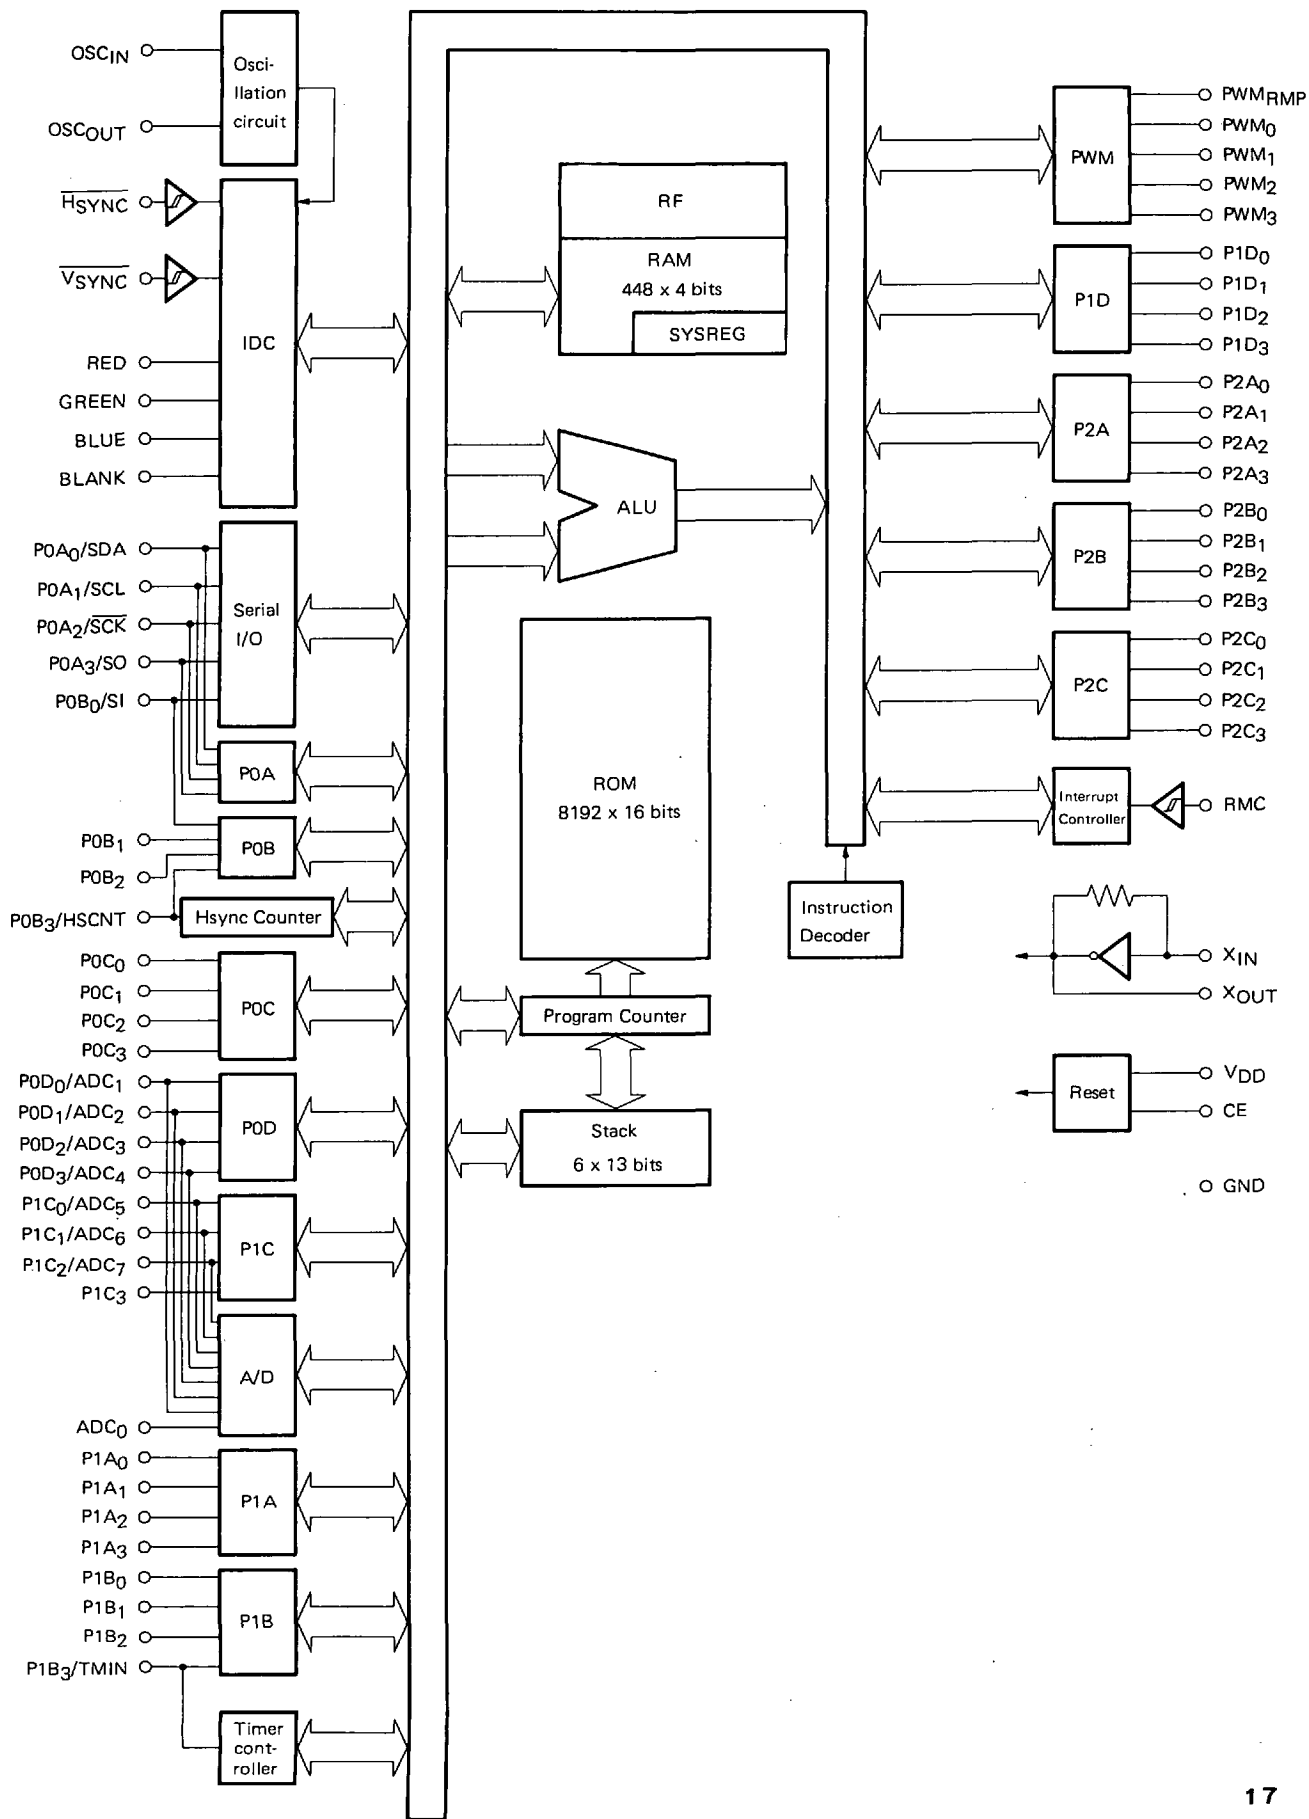 OSCIN
OSCOUT
Osci-
llation
circuit
HSYNC
VSYNC
RED
GREEN
BLUE
BLANK
IDC
P0A0/SDA
P0A1/SCL
P0A2/SCK
P0A3/SO
P0B0/SI
Serial
I/O
P0A
P0B1
P0B2
P0B
P0B3/HSCNT
Hsync Counter
P0C0
P0C1
P0C2
P0C3
P0C
P0D0/ADC1
P0D1/ADC2
P0D2/ADC3
P0D3/ADC4
P0D
P1C0/ADC5
P1C1/ADC6
P1C2/ADC7
P1C3
P1C
A/D
ADC0
P1A0
P1A1
P1A2
P1A3
P1A
P1B0
P1B1
P1B2
P1B3/TMIN
P1B
Timer
cont-
roller
RF
RAM
448 x 4 bits
SYSREG
ALU
ROM
8192 x 16 bits
Program Counter
Stack
6 x 13 bits
Instruction
Decoder
PWM
PWMRMP
PWM0
PWM1
PWM2
PWM3
P1D
P1D0
P1D1
P1D2
P1D3
P2A
P2A0
P2A1
P2A2
P2A3
P2B
P2B0
P2B1
P2B2
P2B3
P2C
P2C0
P2C1
P2C2
P2C3
Interrupt
Controller
RMC
XIN
XOUT
Reset
VDD
CE
GND
17